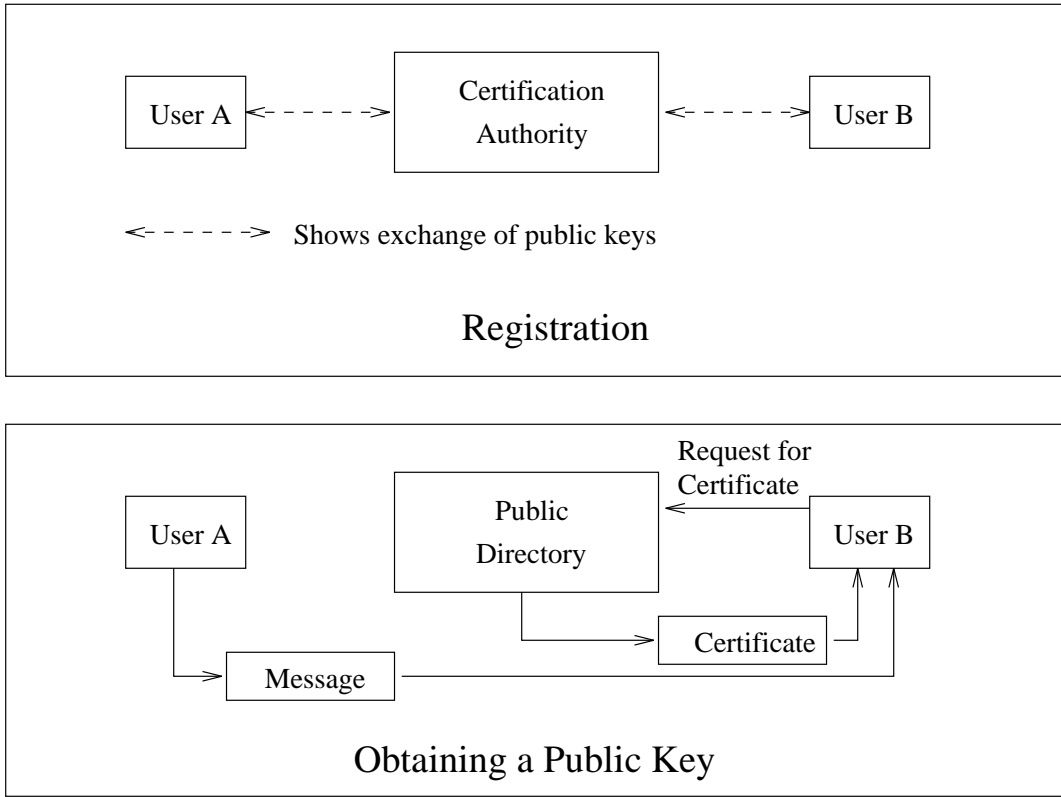 User A
Certification
Authority
User B
Shows exchange of public keys
Registration
Request for
Certificate
User A
Public
Directory
User B
Certificate
Message
Obtaining a Public Key